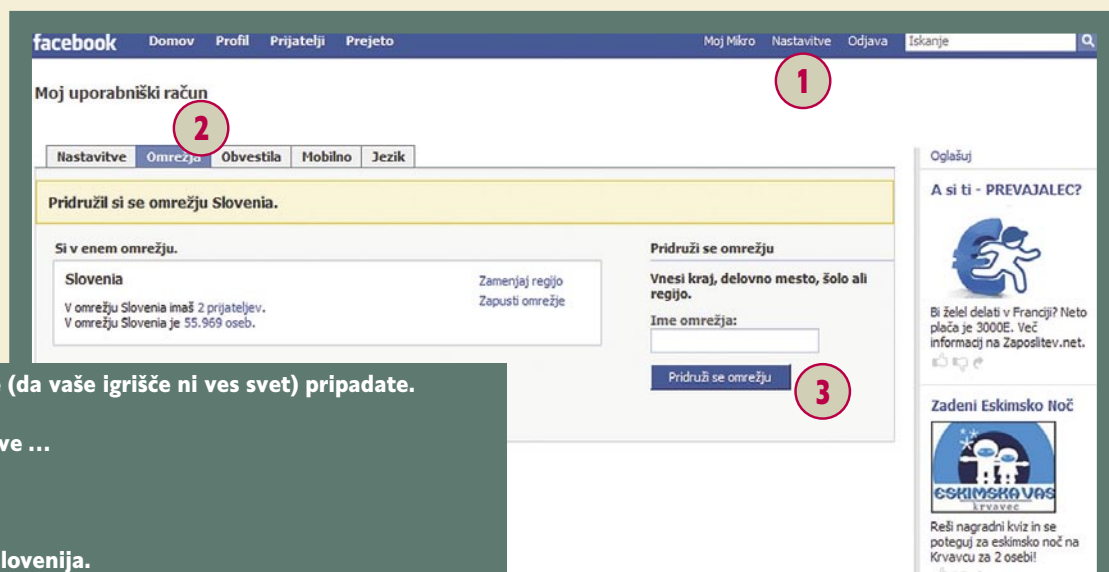 facebook Domov Profil Prijatelji Prejeto Moj Mikro Nastavitve Odjava Iskanje
1
Moj uporabniški račun
2
Nastavitve Omrežja Obvestila Mobilno Jezik
Pridružil si se omrežju Slovenia.
Si v enem omrežju.
Slovenia
V omrežju Slovenia imaš 2 prijateljev.
V omrežju Slovenia je 55.969 oseb.
Zamenjaj regijo
Zapusti omrežje
Pridruži se omrežju
Vnesi kraj, delovno mesto, šolo ali
regijo.
Ime omrežja:
Pridruži se omrežju
3
Oglašuj
A si ti - PREVAJALEC?
Bi želel delati v Franciji? Neto
plača je 3000E. Več
informacij na Zaposlitev.net.
Zadeni Eskimsko Noč
ESKIMSKA VAS
krvavec
Reši nagradni kviz in se
poteguj za eskimsko noč na
Krvavcu za 2 osebi!
(da vaše igrišče ni ves svet) pripadate.
ve ...
lovenija.